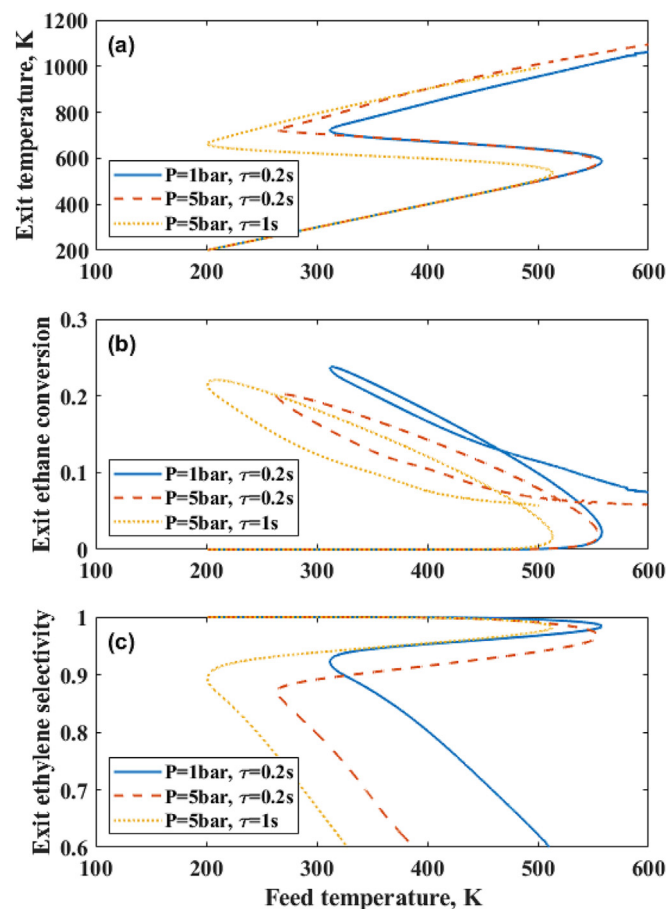 (a)
Exit temperature, K
1200
1000
800
600
400
200
P=1bar, τ=0.2s
P=5bar, τ=0.2s
P=5bar, τ=1s
100 200 300 400 500 600
(b)
Exit ethane conversion
0.3
0.2
0.1
0
P=1bar, τ=0.2s
P=5bar, τ=0.2s
P=5bar, τ=1s
100 200 300 400 500 600
(c)
Exit ethylene selectivity
1
0.9
0.8
0.7
0.6
P=1bar, τ=0.2s
P=5bar, τ=0.2s
P=5bar, τ=1s
100 200 300 400 500 600
Feed temperature, K